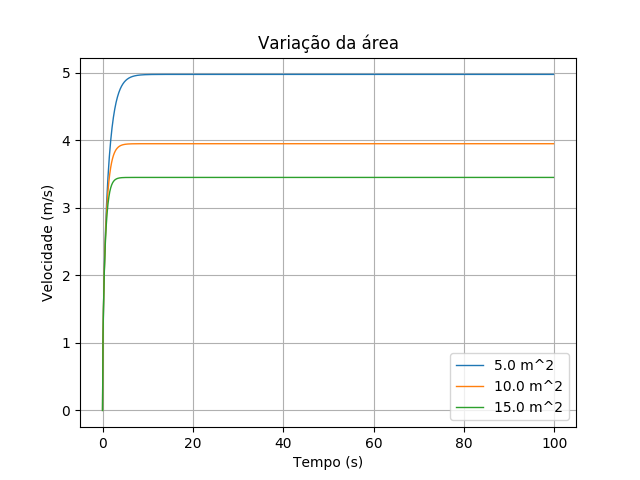 Variação da área
Velocidade (m/s)
5
4
3
2
1
0
0 20 40 60 80 100
Tempo (s)
5.0 m^2
10.0 m^2
15.0 m^2